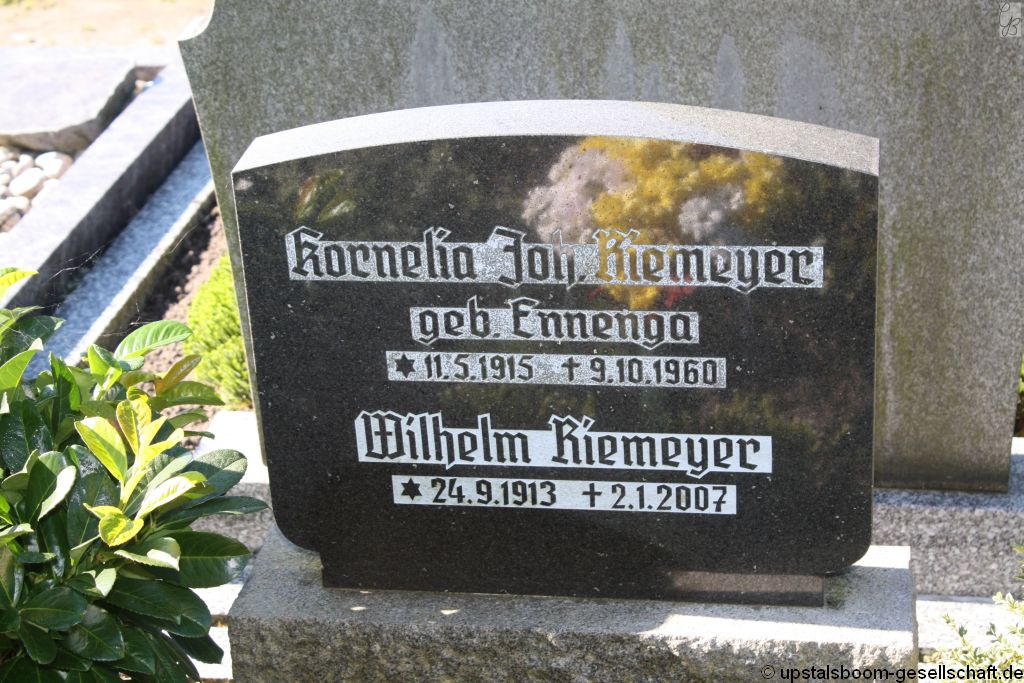 Kornelia Joh. Riemeyer
geb. Ennenga
✶ 11.5.1915 ✝ 9.10.1960
Wilhelm Riemeyer
✶ 24.9.1913 ✝ 2.1.2007
© upstalsboom-gesellschaft.de